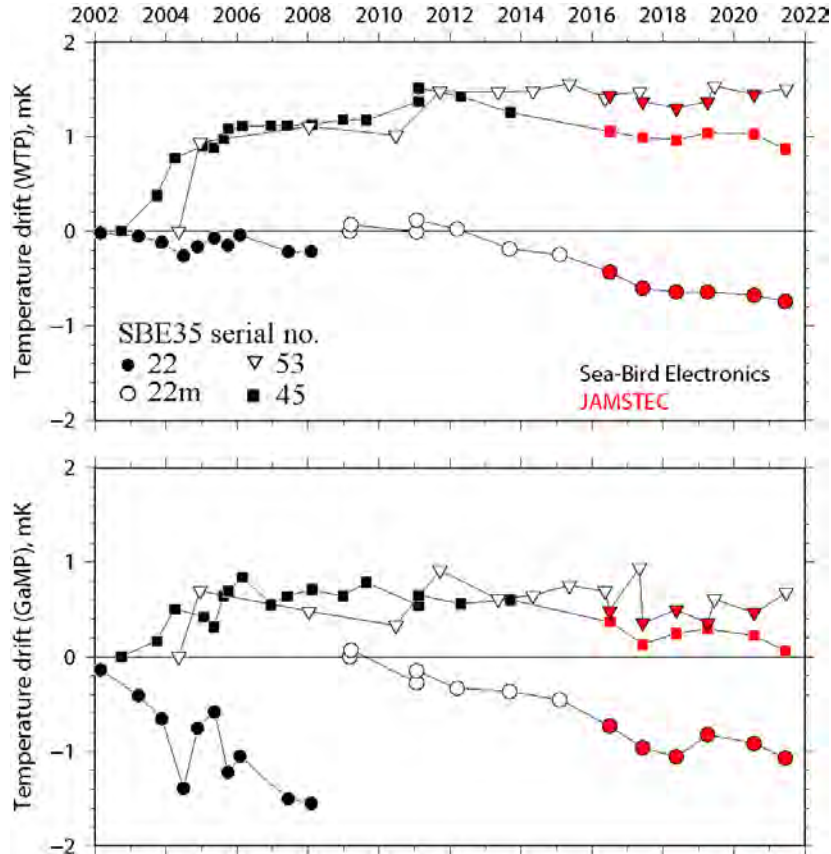 2002 2004 2006 2008 2010 2012 2014 2016 2018 2020 2022
Temperature drift (WTP), mK
2
1
0
−1
−2
SBE35 serial no.
22 53
22m 45
Sea-Bird Electronics
JAMSTEC
Temperature drift (GaMP), mK
2
1
0
−1
−2